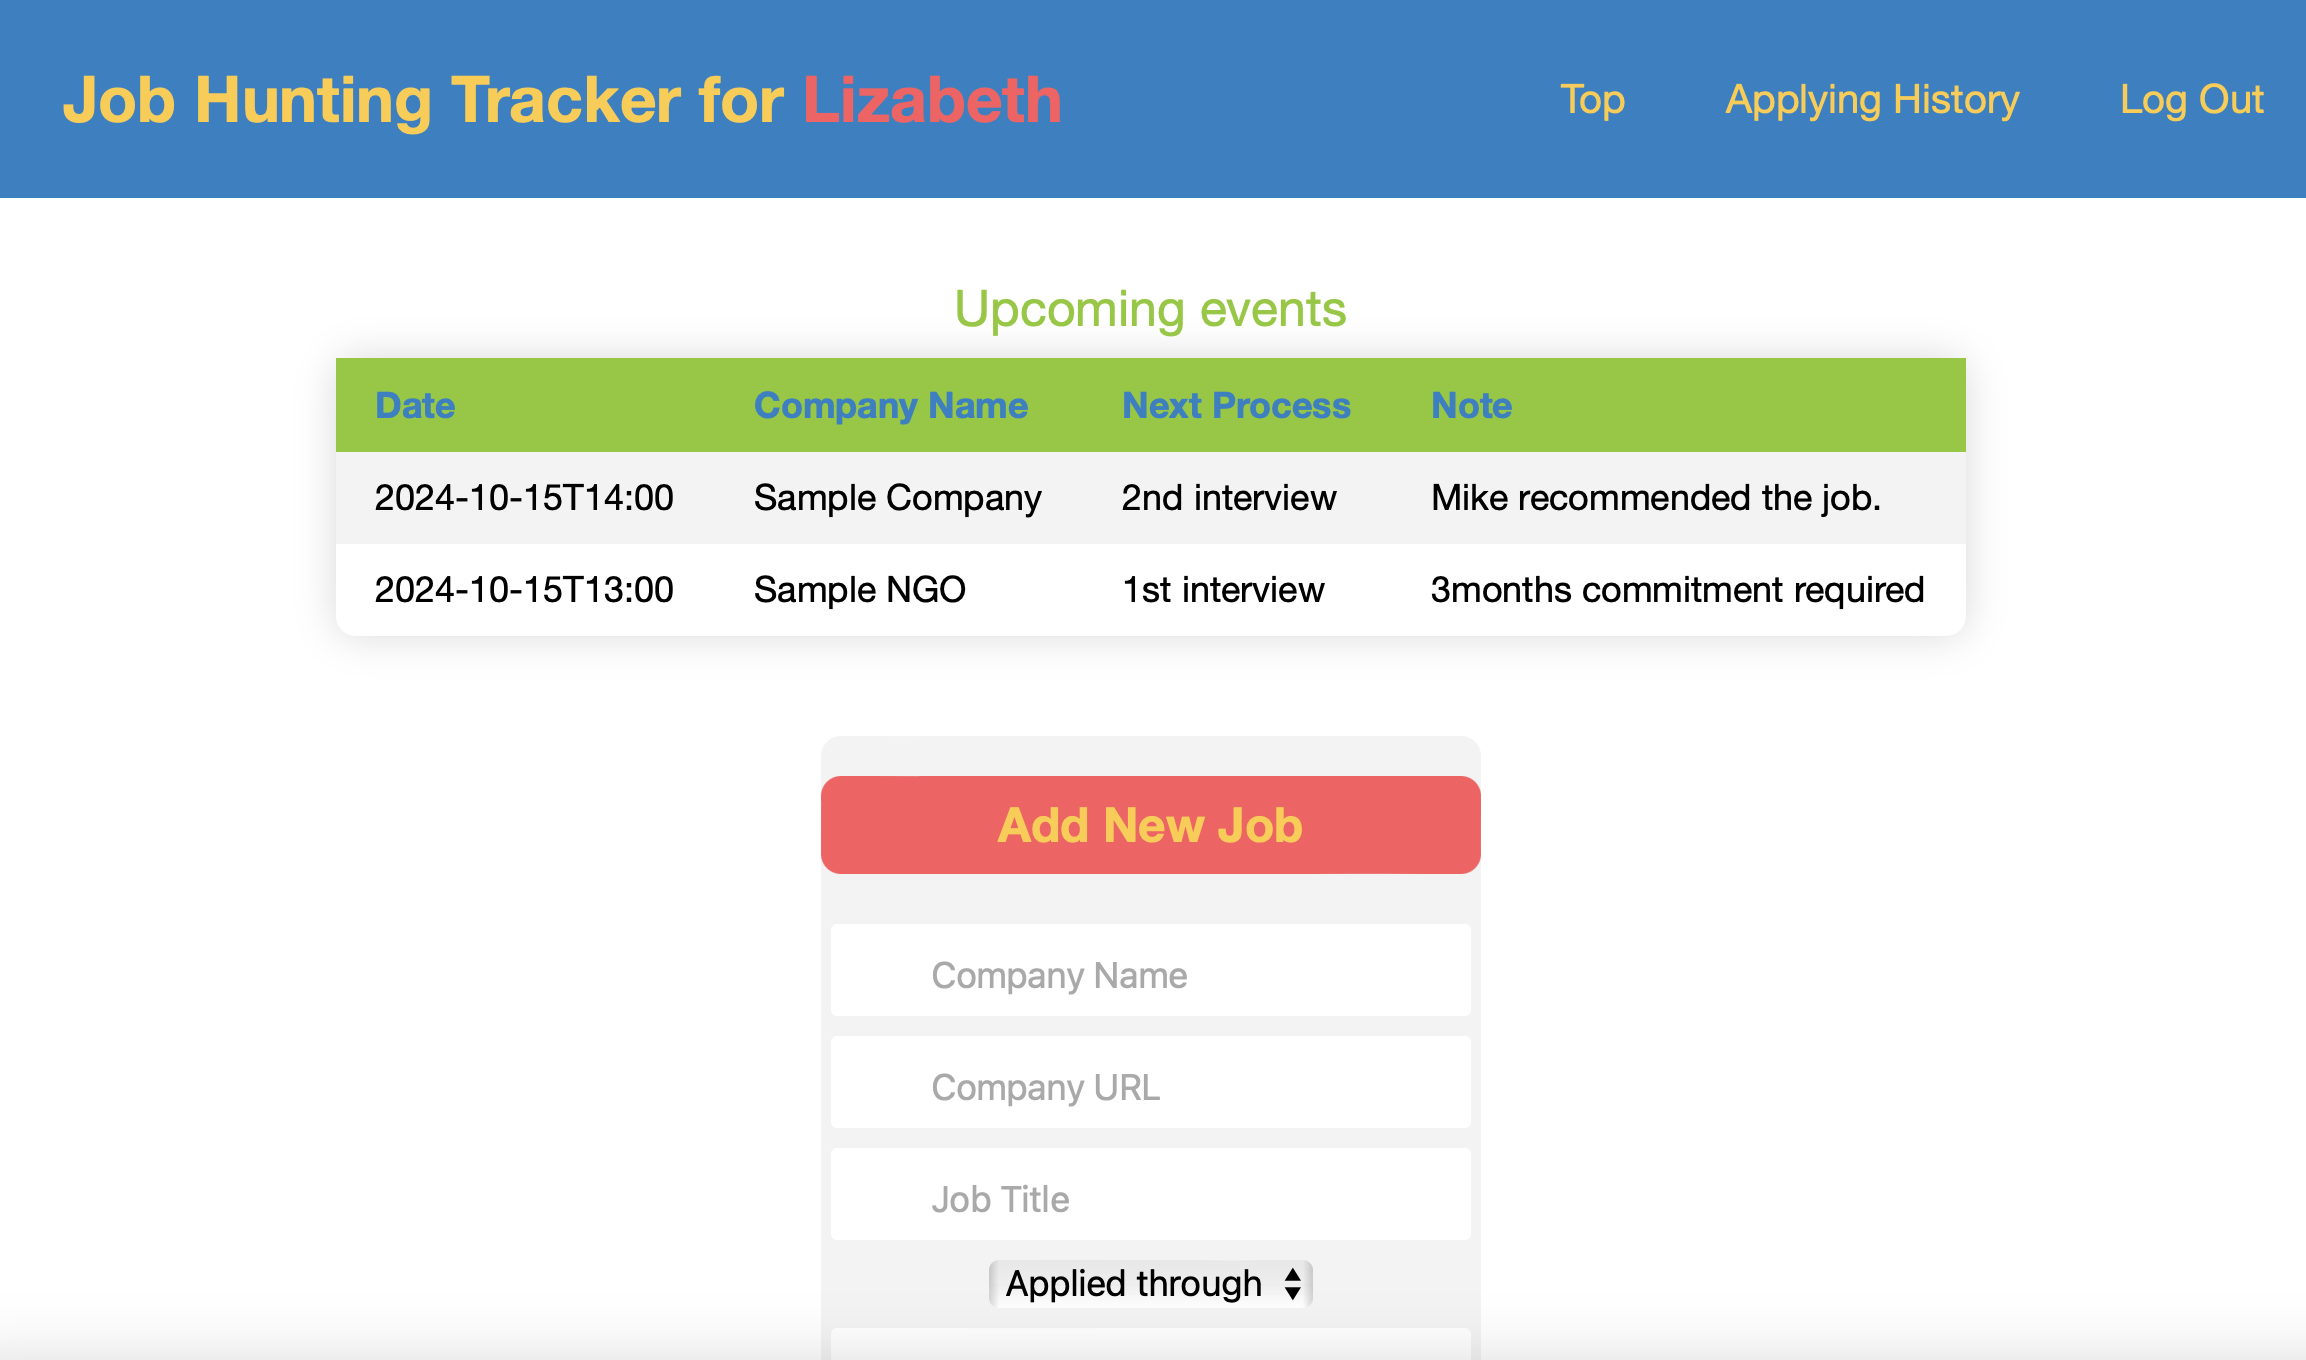 Job Hunting Tracker for Lizabeth Top Applying History Log Out
Upcoming events
Date Company Name Next Process Note
2024-10-15T14:00 Sample Company 2nd interview Mike recommended the job.
2024-10-15T13:00 Sample NGO 1st interview 3months commitment required
Add New Job
Company Name
Company URL
Job Title
Applied through